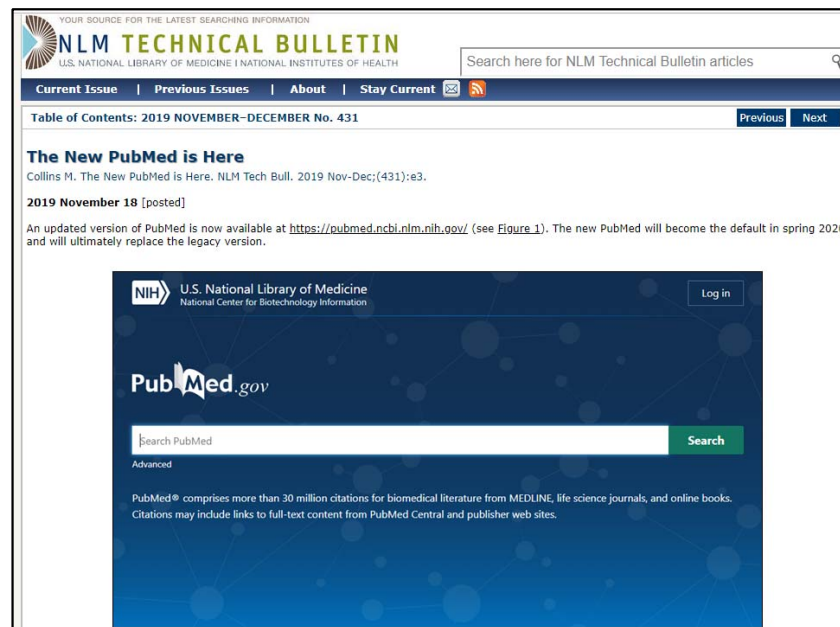 YOUR SOURCE FOR THE LATEST SEARCHING INFORMATION
NLM TECHNICAL BULLETIN
U.S. NATIONAL LIBRARY OF MEDICINE | NATIONAL INSTITUTES OF HEALTH
Search here for NLM Technical Bulletin articles
Current Issue | Previous Issues | About | Stay Current
Table of Contents: 2019 NOVEMBER–DECEMBER No. 431
Previous Next
The New PubMed is Here
Collins M. The New PubMed is Here. NLM Tech Bull. 2019 Nov-Dec;(431):e3.
2019 November 18 [posted]
An updated version of PubMed is now available at https://pubmed.ncbi.nlm.nih.gov/ (see Figure 1). The new PubMed will become the default in spring 2020
and will ultimately replace the legacy version.
NIH U.S. National Library of Medicine
National Center for Biotechnology Information
Log in
PubMed.gov
Search PubMed
Search
Advanced
PubMed® comprises more than 30 million citations for biomedical literature from MEDLINE, life science journals, and online books.
Citations may include links to full-text content from PubMed Central and publisher web sites.